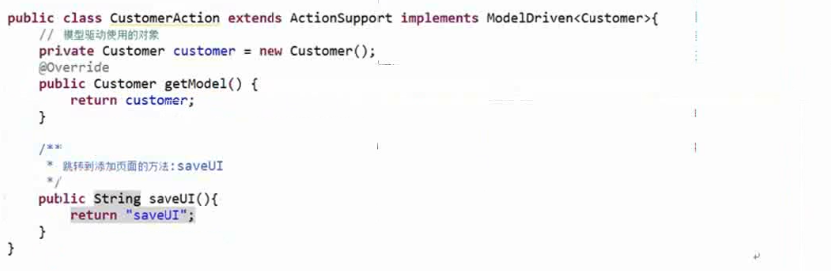 public class CustomerAction extends ActionSupport implements ModelDriven<Customer>{
// 模型驱动使用的对象
private Customer customer = new Customer();
@Override
public Customer getModel() {
return customer;
}
/**
* 跳转到添加页面的方法:saveUI
*/
public String saveUI(){
return "saveUI";
}
}